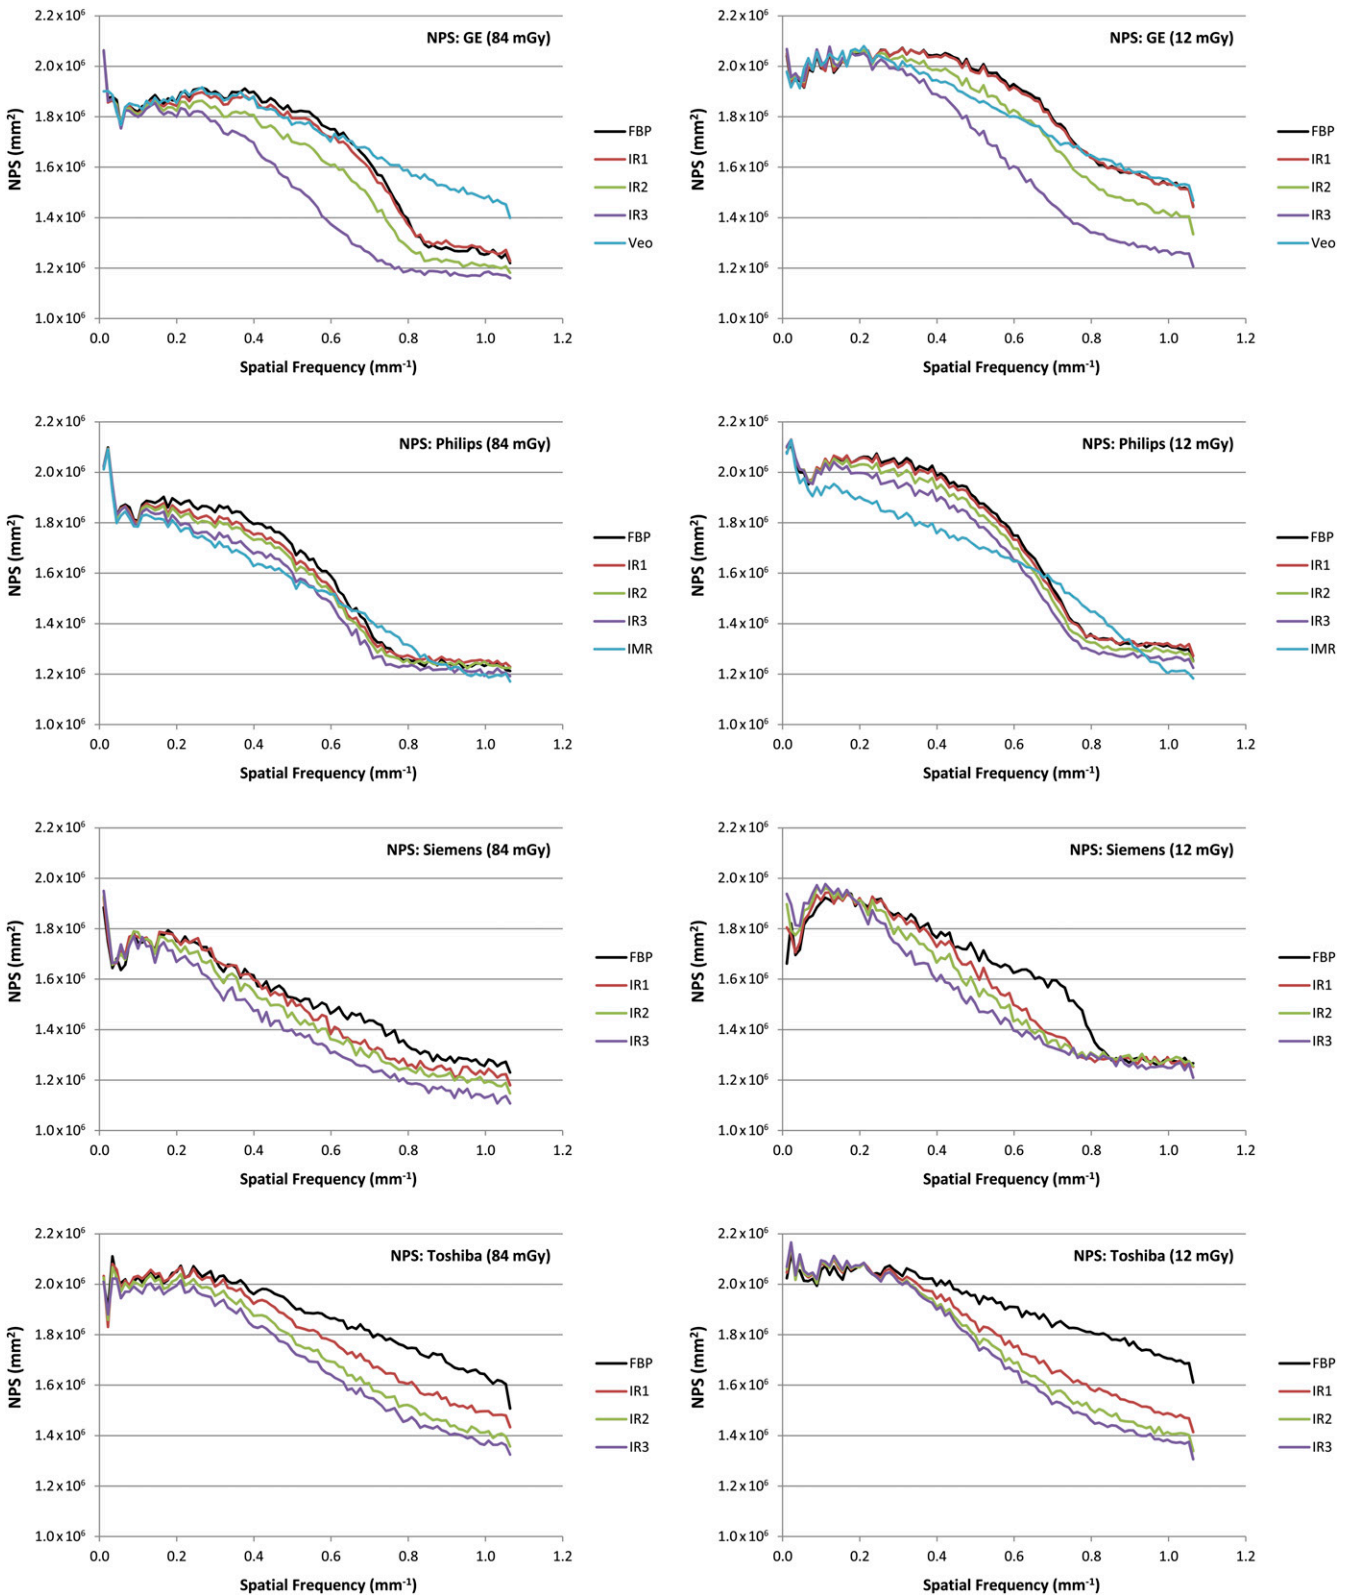 NPS: GE (84 mGy)
NPS (mm²)
2.2 x 10⁶
2.0 x 10⁶
1.8 x 10⁶
1.6 x 10⁶
1.4 x 10⁶
1.2 x 10⁶
1.0 x 10⁶
0.0 0.2 0.4 0.6 0.8 1.0 1.2
Spatial Frequency (mm⁻¹)
FBP
IR1
IR2
IR3
Veo
NPS: GE (12 mGy)
NPS (mm²)
2.2 x 10⁶
2.0 x 10⁶
1.8 x 10⁶
1.6 x 10⁶
1.4 x 10⁶
1.2 x 10⁶
1.0 x 10⁶
0.0 0.2 0.4 0.6 0.8 1.0 1.2
Spatial Frequency (mm⁻¹)
FBP
IR1
IR2
IR3
Veo
NPS: Philips (84 mGy)
NPS (mm²)
2.2 x 10⁶
2.0 x 10⁶
1.8 x 10⁶
1.6 x 10⁶
1.4 x 10⁶
1.2 x 10⁶
1.0 x 10⁶
0.0 0.2 0.4 0.6 0.8 1.0 1.2
Spatial Frequency (mm⁻¹)
FBP
IR1
IR2
IR3
IMR
NPS: Philips (12 mGy)
NPS (mm²)
2.2 x 10⁶
2.0 x 10⁶
1.8 x 10⁶
1.6 x 10⁶
1.4 x 10⁶
1.2 x 10⁶
1.0 x 10⁶
0.0 0.2 0.4 0.6 0.8 1.0 1.2
Spatial Frequency (mm⁻¹)
FBP
IR1
IR2
IR3
IMR
NPS: Siemens (84 mGy)
NPS (mm²)
2.2 x 10⁶
2.0 x 10⁶
1.8 x 10⁶
1.6 x 10⁶
1.4 x 10⁶
1.2 x 10⁶
1.0 x 10⁶
0.0 0.2 0.4 0.6 0.8 1.0 1.2
Spatial Frequency (mm⁻¹)
FBP
IR1
IR2
IR3
NPS: Siemens (12 mGy)
NPS (mm²)
2.2 x 10⁶
2.0 x 10⁶
1.8 x 10⁶
1.6 x 10⁶
1.4 x 10⁶
1.2 x 10⁶
1.0 x 10⁶
0.0 0.2 0.4 0.6 0.8 1.0 1.2
Spatial Frequency (mm⁻¹)
FBP
IR1
IR2
IR3
NPS: Toshiba (84 mGy)
NPS (mm²)
2.2 x 10⁶
2.0 x 10⁶
1.8 x 10⁶
1.6 x 10⁶
1.4 x 10⁶
1.2 x 10⁶
1.0 x 10⁶
0.0 0.2 0.4 0.6 0.8 1.0 1.2
Spatial Frequency (mm⁻¹)
FBP
IR1
IR2
IR3
NPS: Toshiba (12 mGy)
NPS (mm²)
2.2 x 10⁶
2.0 x 10⁶
1.8 x 10⁶
1.6 x 10⁶
1.4 x 10⁶
1.2 x 10⁶
1.0 x 10⁶
0.0 0.2 0.4 0.6 0.8 1.0 1.2
Spatial Frequency (mm⁻¹)
FBP
IR1
IR2
IR3